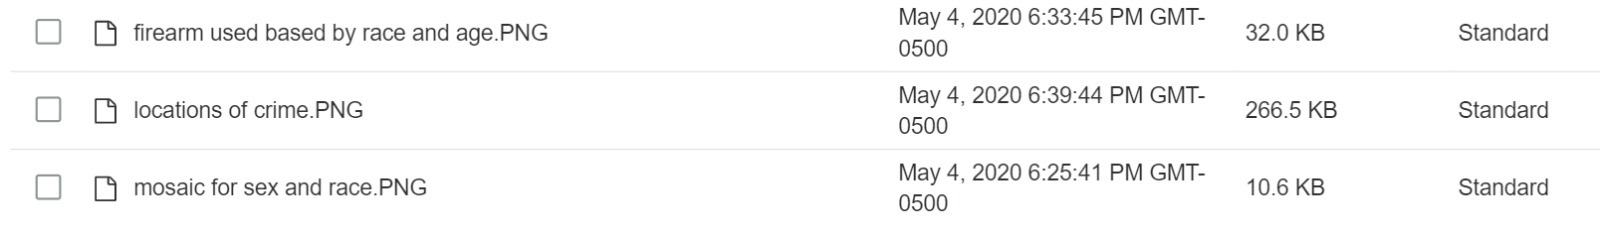 firearm used based by race and age.PNG May 4, 2020 6:33:45 PM GMT-
0500 32.0 KB Standard
locations of crime.PNG May 4, 2020 6:39:44 PM GMT-
0500 266.5 KB Standard
mosaic for sex and race.PNG May 4, 2020 6:25:41 PM GMT-
0500 10.6 KB Standard